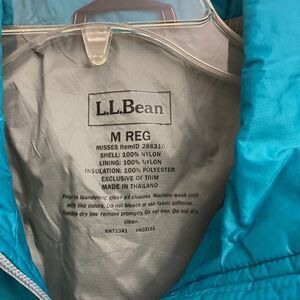 L.L.Bean
M REG
MISSES ItemID 288310
SHELL: 100% NYLON
LINING: 100% NYLON
INSULATION: 100% POLYESTER
EXCLUSIVE OF TRIM
MADE IN THAILAND
Prior to laundering, close all closures. Machine wash cold
with like colors. Do not bleach or use fabric softener.
Tumble dry low, remove promptly. Do not iron. Do not dry
clean.
RN71341